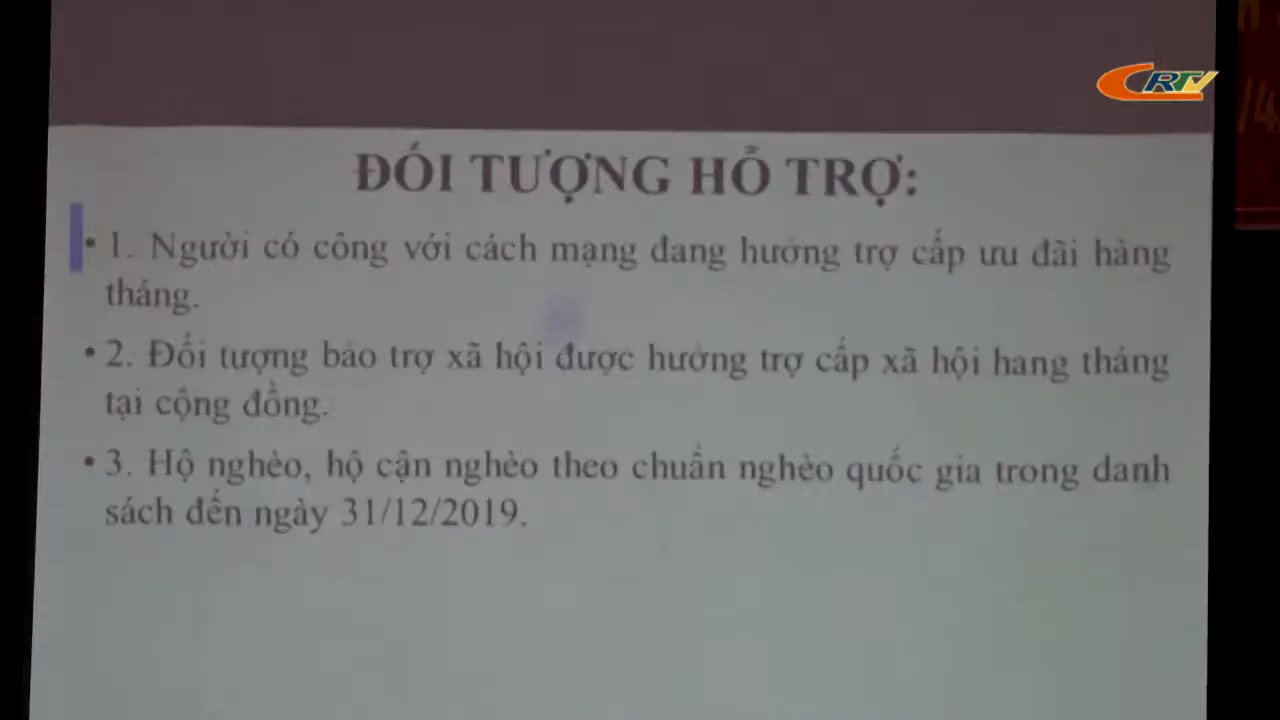 CRTV
ĐỐI TƯỢNG HỖ TRỢ:
• 1. Người có công với cách mạng đang hưởng trợ cấp ưu đãi hàng
tháng.
• 2. Đối tượng bảo trợ xã hội được hưởng trợ cấp xã hội hang tháng
tại cộng đồng.
• 3. Hộ nghèo, hộ cận nghèo theo chuẩn nghèo quốc gia trong danh
sách đến ngày 31/12/2019.